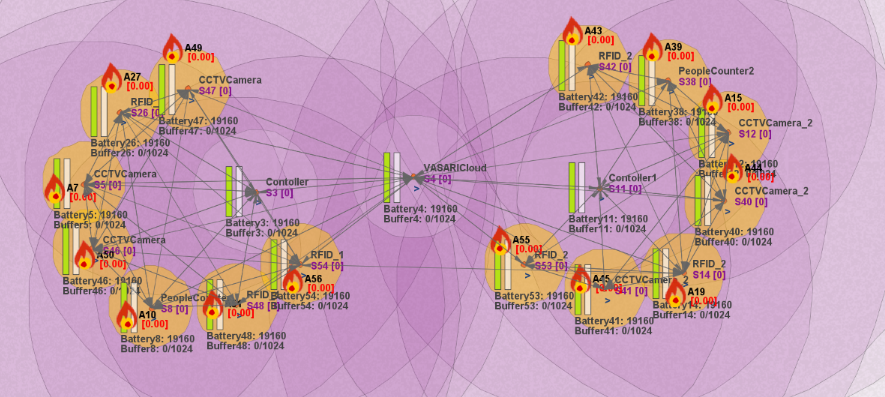 A49
[0.00]
CCTVCamera
S47 [0]
Battery47: 19160
Buffer47: 0/1024
A27
[0.00]
RFID_
S26 [0]
Battery26: 19160
Buffer26: 0/1024
A7
[0.00]
CCTVCamera
S5 [0]
Battery5: 19160
Buffer5: 0/1024
CCTVCamera
S46 [0]
A50
[0.00]
Battery46: 19160
Buffer46: 0/1024
A10
[0.00]
PeopleCounter
S8 [0]
Battery8: 19160
Buffer8: 0/1024
[0.00]
RFID
S48 [0]
Battery48: 19160
Buffer48: 0/1024
RFID_1
S54 [0]
A56
[0.00]
Battery54: 19160
Buffer54: 0/1024
Contoller
S3 [0]
Battery3: 19160
Buffer3: 0/1024
VASARICloud
S4 [0]
Battery4: 19160
Buffer4: 0/1024
A43
[0.00]
RFID_2
S42 [0]
Battery42: 19160
Buffer42: 0/1024
A39
[0.00]
PeopleCounter2
S38 [0]
Battery38: 19160
Buffer38: 0/1024
A15
[0.00]
CCTVCamera_2
S12 [0]
A44
[0.00]
CCTVCamera_2
S40 [0]
Battery40: 19160
Buffer40: 0/1024
Contoller1
S11 [0]
Battery11: 19160
Buffer11: 0/1024
A55
[0.00]
RFID_2
S53 [0]
Battery53: 19160
Buffer53: 0/1024
A45
CCTVCamera_2
S41 [0]
Battery41: 19160
Buffer41: 0/1024
RFID_2
S14 [0]
A19
[0.00]
Battery14: 19160
Buffer14: 0/1024